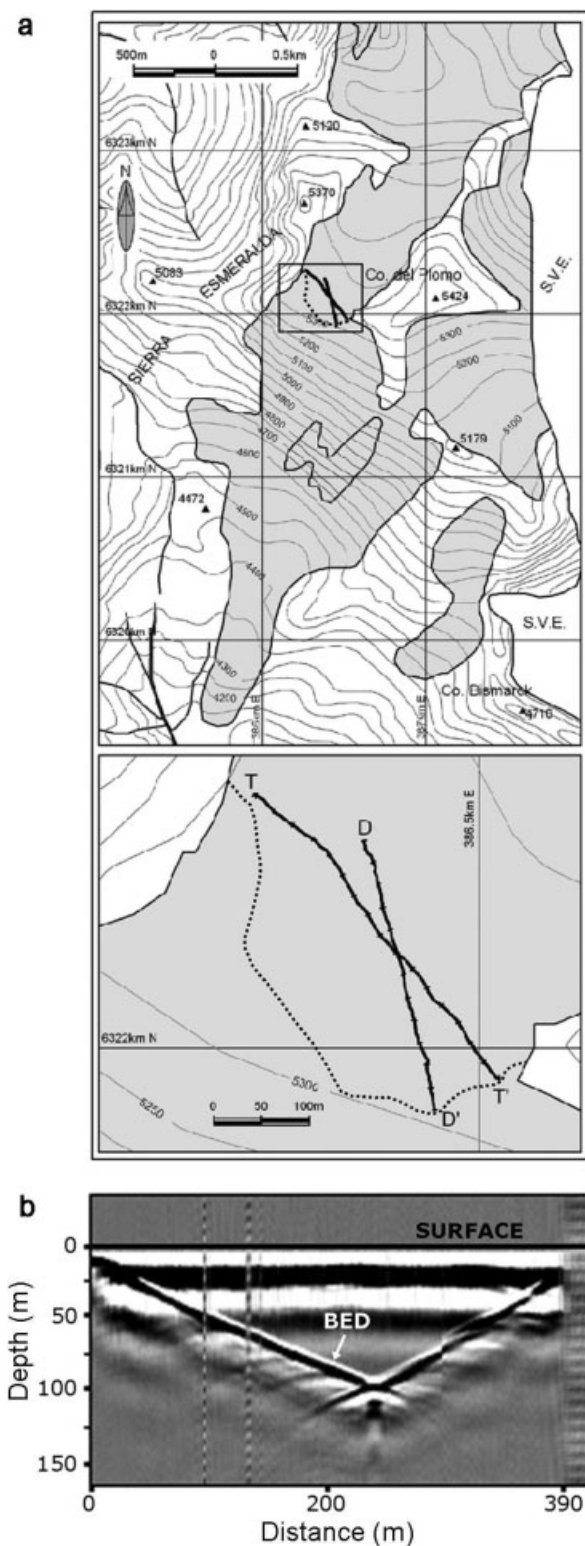 a
500m 0 0.5km
5120
6323km N
N
5370
ESMERALDA
Co. del Plomo
S.V.E.
5083
5424
6322km N
SIERRA
5200
5100
5000
4900
4800
4700
4600
5300
5200
5100
5179
6321km N
4472
4500
4400
S.V.E.
6320km N
4300
4200
Co. Bismarck
4710
T
D
386.5km E
6322km N
5300
5250
0 50 100m
D'
T'
b
SURFACE
0
50
100
150
Depth (m)
BED
0 200 390
Distance (m)